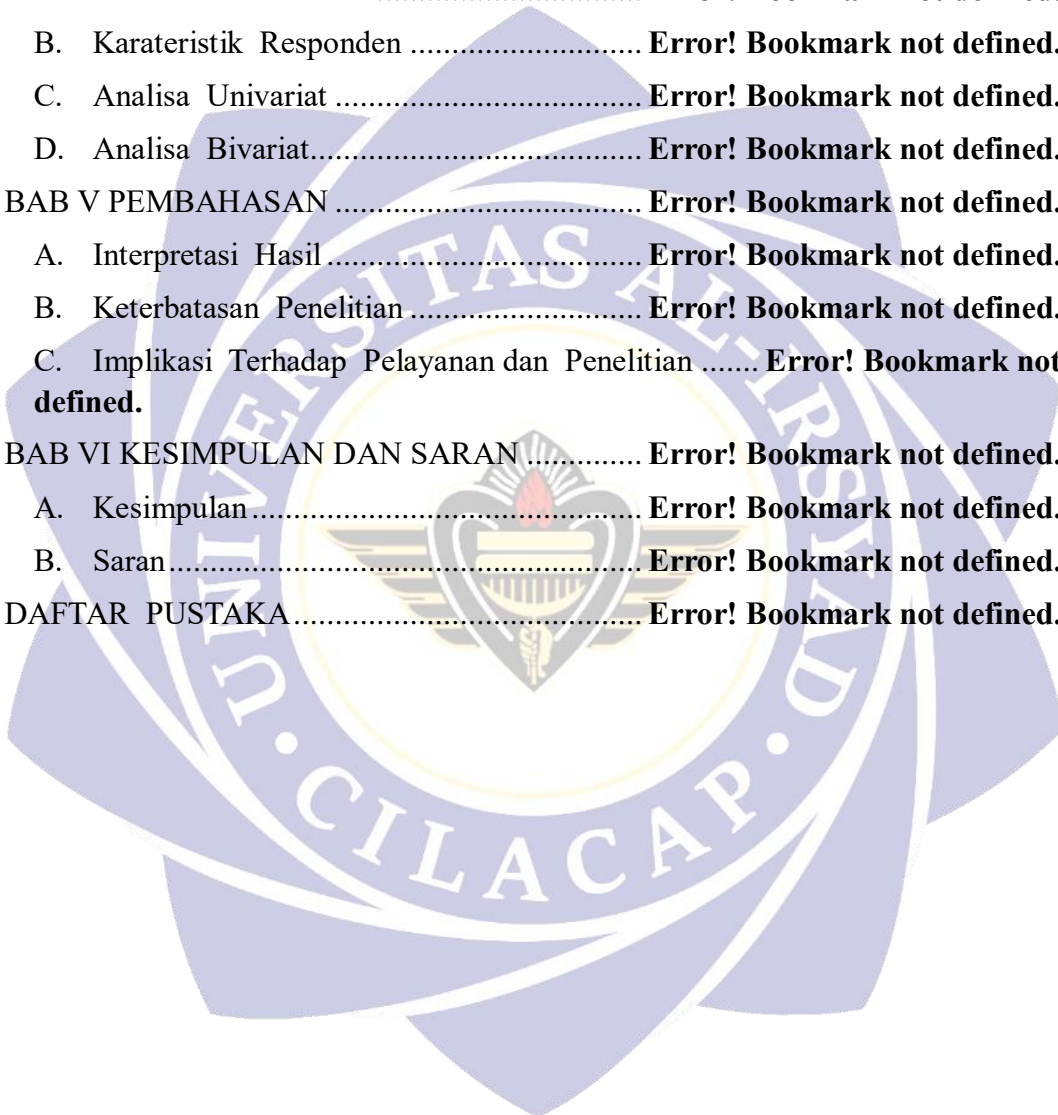 B. Karateristik Responden ............................ Error! Bookmark not defined.
C. Analisa Univariat ..................................... Error! Bookmark not defined.
D. Analisa Bivariat........................................ Error! Bookmark not defined.
BAB V PEMBAHASAN ..................................... Error! Bookmark not defined.
A. Interpretasi Hasil...................................... Error! Bookmark not defined.
B. Keterbatasan Penelitian ............................ Error! Bookmark not defined.
C. Implikasi Terhadap Pelayanan dan Penelitian ....... Error! Bookmark not
defined.
BAB VI KESIMPULAN DAN SARAN .............. Error! Bookmark not defined.
A. Kesimpulan............................................... Error! Bookmark not defined.
B. Saran......................................................... Error! Bookmark not defined.
DAFTAR PUSTAKA.......................................... Error! Bookmark not defined.
UNIVERSITAS AL-IRSYAD
CILACAP